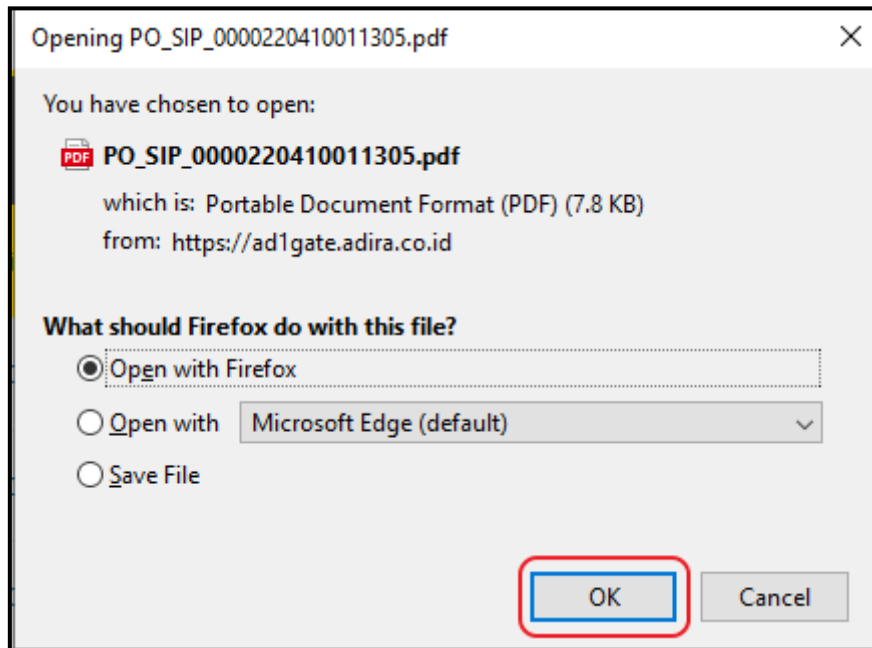 Opening PO_SIP_0000220410011305.pdf
You have chosen to open:
PDF PO_SIP_0000220410011305.pdf
which is: Portable Document Format (PDF) (7.8 KB)
from: https://ad1gate.adira.co.id
What should Firefox do with this file?
Open with Firefox
Open with Microsoft Edge (default)
Save File
OK Cancel